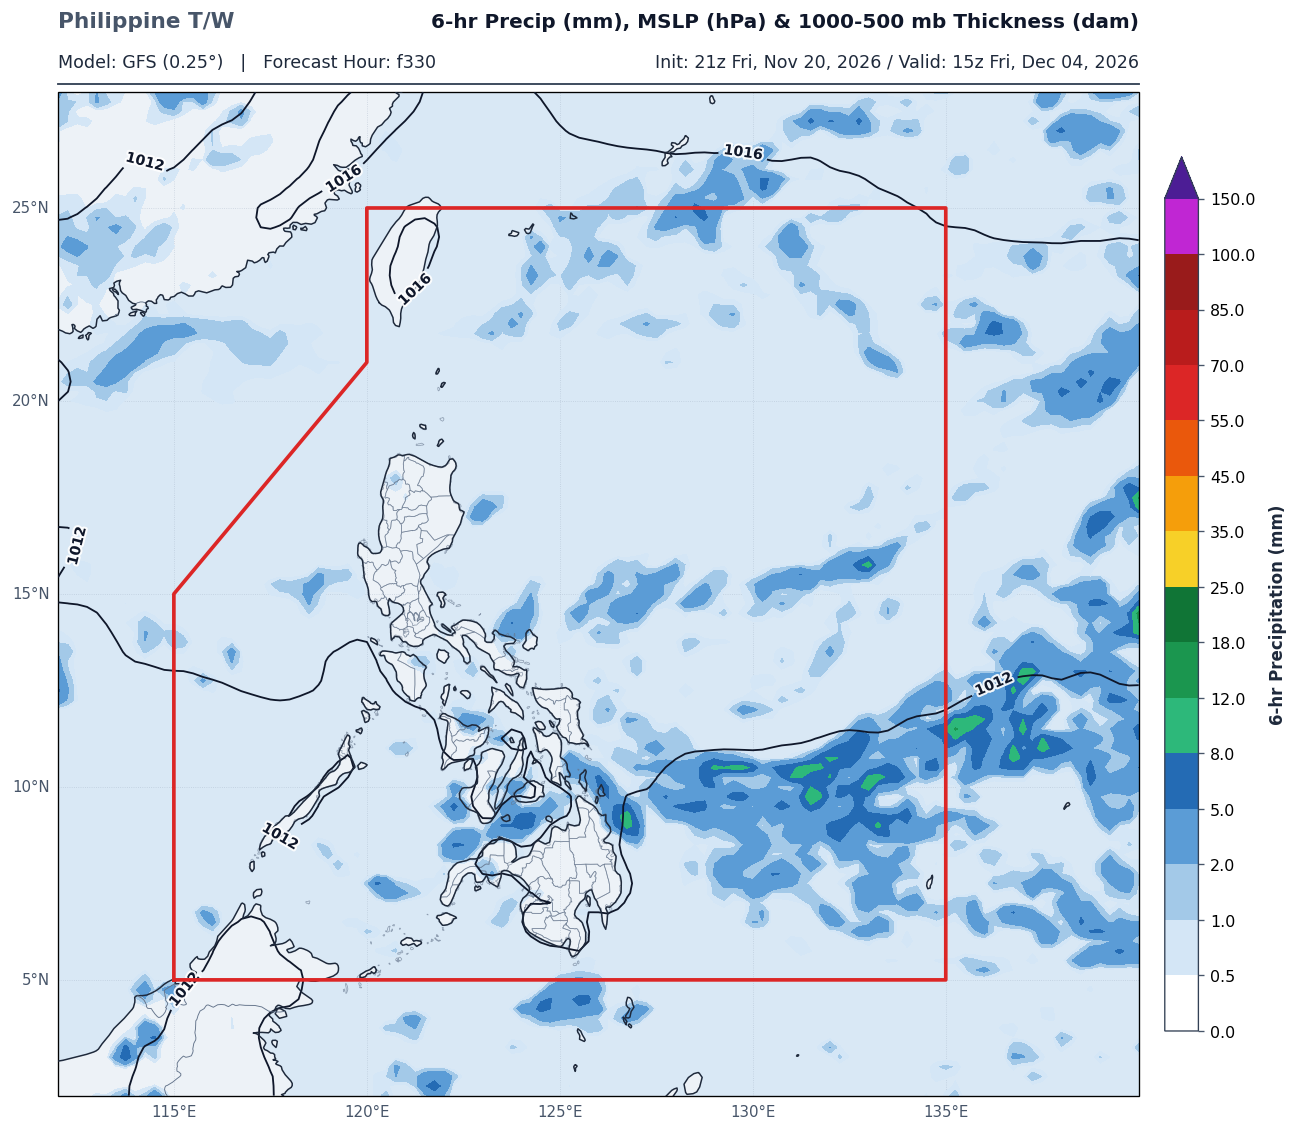 Philippine T/W
6-hr Precip (mm), MSLP (hPa) & 1000-500 mb Thickness (dam)
Model: GFS (0.25°) | Forecast Hour: f330
Init: 21z Fri, Nov 20, 2026 / Valid: 15z Fri, Dec 04, 2026
1012
1016
1016
1016
1012
1012
1012
1012
25°N
20°N
15°N
10°N
5°N
115°E
120°E
125°E
130°E
135°E
150.0
100.0
85.0
70.0
55.0
45.0
35.0
25.0
18.0
12.0
8.0
5.0
2.0
1.0
0.5
0.0
6-hr Precipitation (mm)